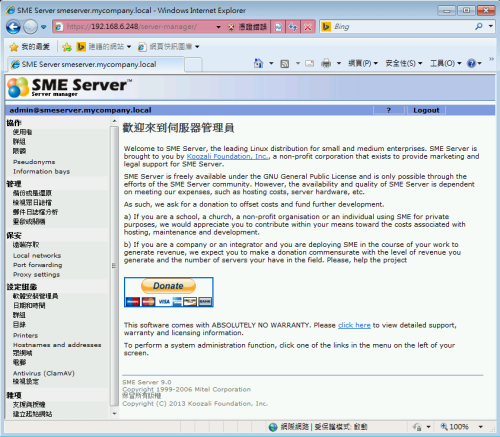 SME Server smeserver.mycompany.local - Windows Internet Explorer
https://192.168.6.248/server-manager/
憑證錯誤
Bing
我的最愛
建議的網站
網頁快訊圖庫
SME Server smeserver.mycompany.local
網頁(P)
安全性(S)
工具(O)
SME Server™
Server manager
admin@smeserver.mycompany.local
?
Logout
協作
使用者
群組
限額
Pseudonyms
Information bays
管理
備份或是還原
檢視眾日誌檔
郵件日誌檔分析
重啟或關機
保安
遠端存取
Local networks
Port forwarding
Proxy settings
設定組態
軟體安裝管理員
日期和時間
群組
目錄
Printers
Hostnames and addresses
電郵
Antivirus (ClamAV)
檢視設定
雜項
支援與授權
建立起始網站
歡迎來到伺服器管理員
Welcome to SME Server, the leading Linux distribution for small and medium enterprises. SME Server is
brought to you by Koozali Foundation, Inc., a non-profit corporation that exists to provide marketing and
legal support for SME Server.
SME Server is freely available under the GNU General Public License and is only possible through the
efforts of the SME Server community. However, the availability and quality of SME Server is dependent
on meeting our expenses, such as hosting costs, server hardware, etc.
As such, we ask for a donation to offset costs and fund further development.
a) If you are a school, a church, a non-profit organisation or an individual using SME for private
purposes, we would appreciate you to contribute within your means toward the costs associated with
hosting, maintenance and development.
b) If you are a company or an integrator and you are deploying SME in the course of your work to
generate revenue, we expect you to make a donation commensurate with the level of revenue you
generate and the number of servers your have in the field. Please, help the project
Donate
VISA
This software comes with ABSOLUTELY NO WARRANTY. Please click here to view detailed support,
warranty and licensing information.
To perform a system administration function, click one of the links in the menu on the left of your
screen.
SME Server 9.0
Copyright 1999-2006 Mitel Corporation
保留所有版權
Copyright (C) 2013 Koozali Foundation, Inc.
網際網路 | 受保護模式: 啟動
100%